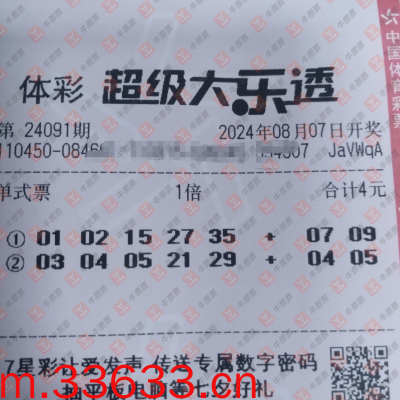 体彩 超级大乐透
第 24091期 2024年08月07日开奖
110450-0846 07 JaVWqA
单式票 1倍 合计4元
① 01 02 15 27 35 + 07 09
② 03 04 05 21 29 + 04 05
7星彩让爱发声 传送专属数字密码
m.33633.cn
中国体育彩票